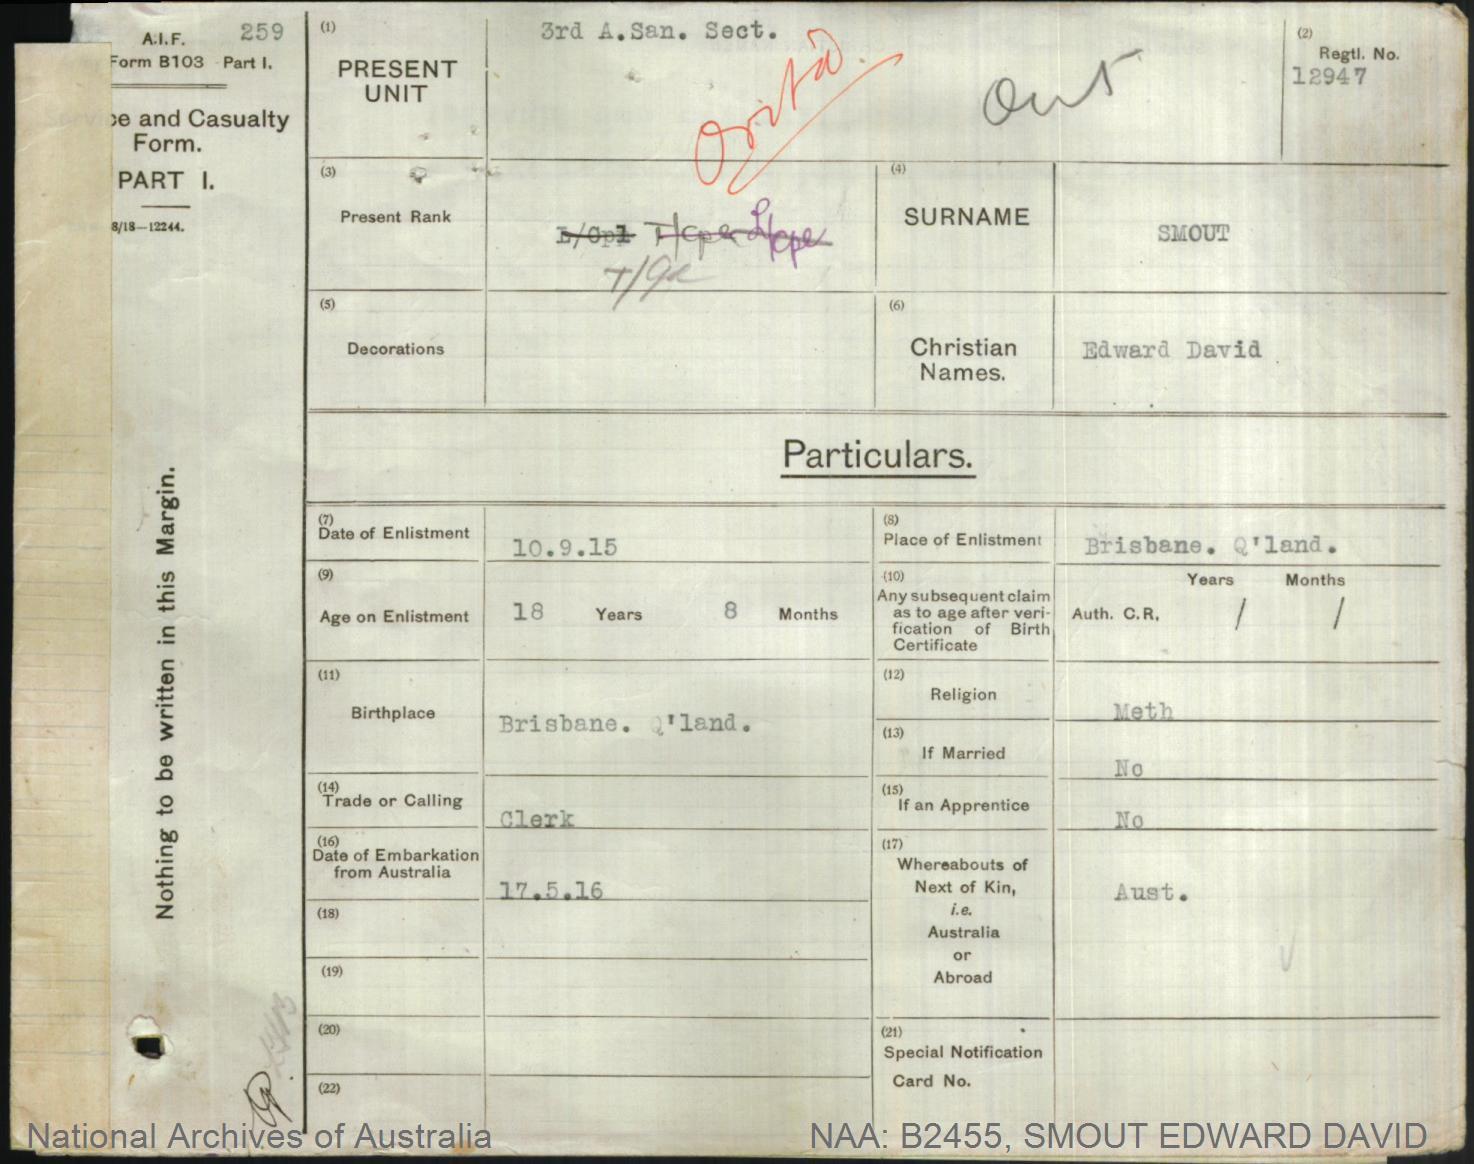 A.I.F. 259
Form B103 Part I.
ce and Casualty
Form.
PART I.
8/18—12244.
Nothing to be written in this Margin.
(1)
PRESENT
UNIT
3rd A.San. Sect.
Out
(2)
Regtl. No.
12947
(3)
Present Rank
L/Cpl T/Cpl L/Cpl
(4)
SURNAME
SMOUT
(5)
Decorations
(6)
Christian
Names.
Edward David
Particulars.
(7)
Date of Enlistment
10.9.15
(8)
Place of Enlistment
Brisbane. Q'land.
(9)
Age on Enlistment
18 Years 8 Months
(10)
Any subsequent claim
as to age after veri-
fication of Birth
Certificate
Years Months
Auth. C.R. / /
(11)
Birthplace
Brisbane. Q'land.
(12)
Religion
Meth
(13)
If Married
No
(14)
Trade or Calling
Clerk
(15)
If an Apprentice
No
(16)
Date of Embarkation
from Australia
17.5.16
(17)
Whereabouts of
Next of Kin,
i.e.
Australia
or
Abroad
Aust.
(18)
(19)
(20)
(21)
Special Notification
Card No.
(22)
National Archives of Australia
NAA: B2455, SMOUT EDWARD DAVID